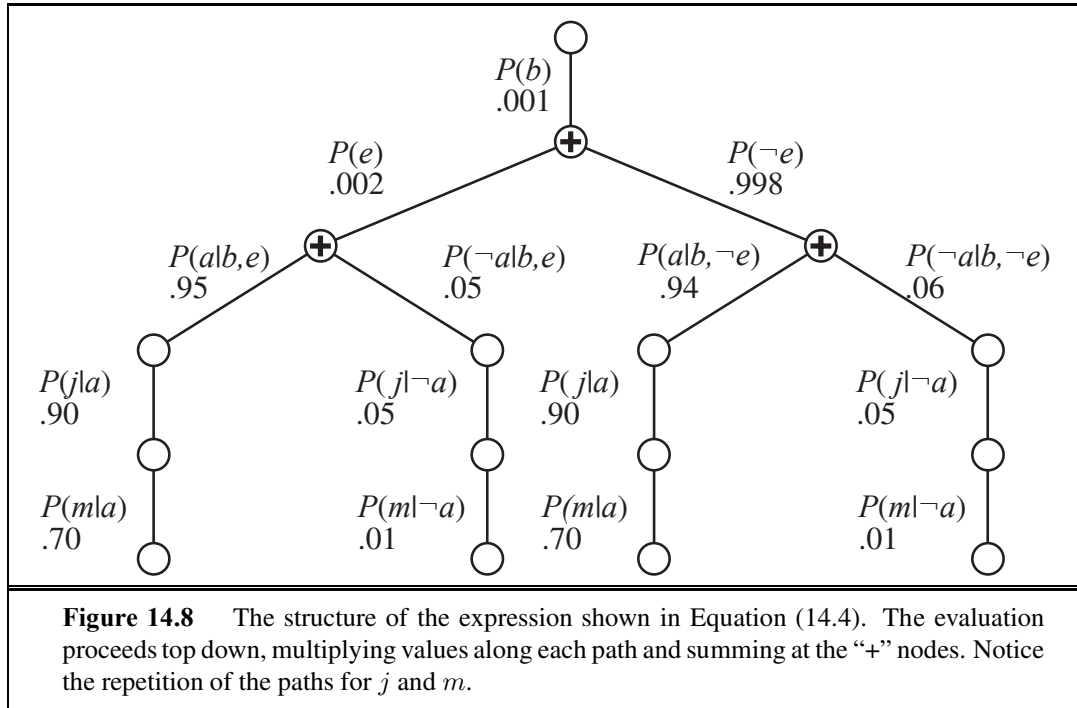 P(b)
.001
P(e)
.002
P(¬e)
.998
P(a|b,e)
.95
P(¬a|b,e)
.05
P(a|b,¬e)
.94
P(¬a|b,¬e)
.06
P(j|a)
.90
P(j|¬a)
.05
P(j|a)
.90
P(j|¬a)
.05
P(m|a)
.70
P(m|¬a)
.01
P(m|a)
.70
P(m|¬a)
.01
Figure 14.8 The structure of the expression shown in Equation (14.4). The evaluation
proceeds top down, multiplying values along each path and summing at the “+” nodes. Notice
the repetition of the paths for j and m.